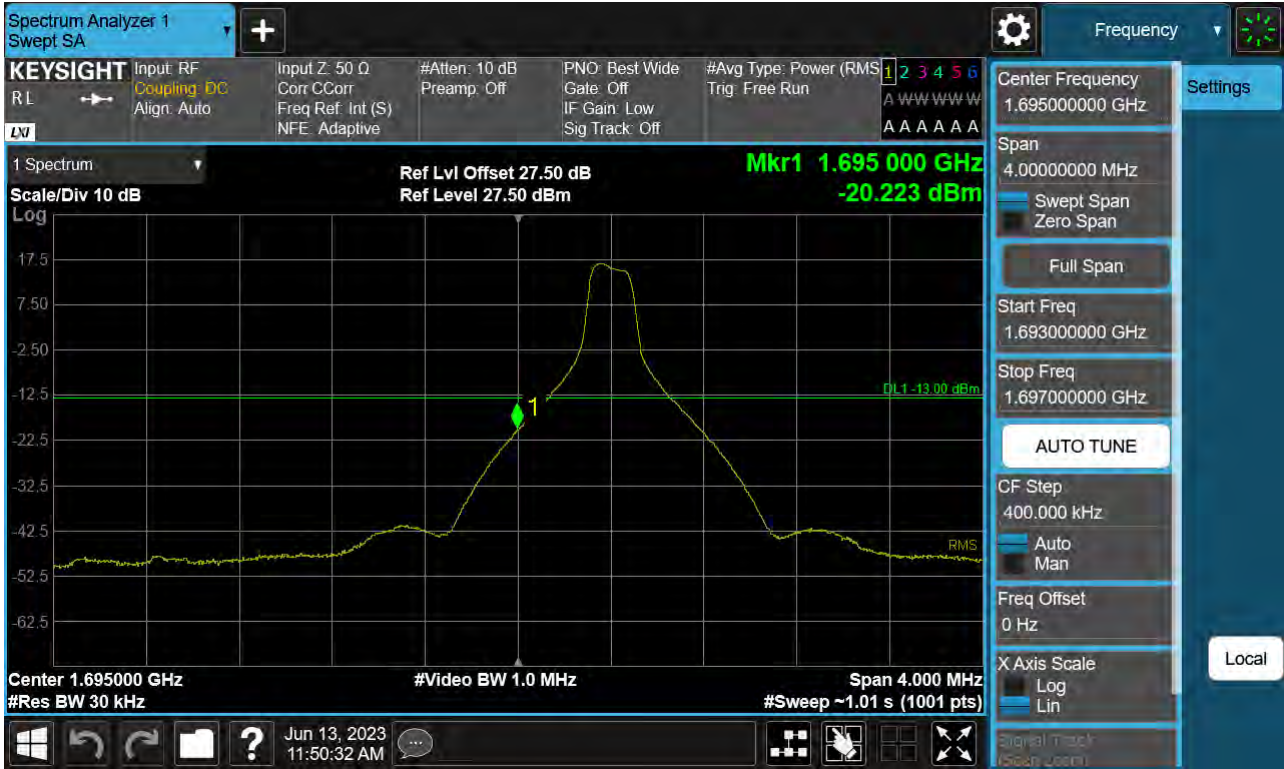 Spectrum Analyzer 1
Swept SA
Frequency
KEYSIGHT
R L
LXI
Input: RF
Coupling: DC
Align: Auto
Input Z: 50 Ω
Corr CCorr
Freq Ref: Int (S)
NFE: Adaptive
#Atten: 10 dB
Preamp: Off
PNO: Best Wide
Gate: Off
IF Gain: Low
Sig Track: Off
#Avg Type: Power (RMS
Trig: Free Run
1 2 3 4 5 6
A W W W W W
A A A A A A
Center Frequency
1.695000000 GHz
Settings
Span
4.00000000 MHz
Swept Span
Zero Span
Full Span
Start Freq
1.693000000 GHz
Stop Freq
1.697000000 GHz
AUTO TUNE
CF Step
400.000 kHz
Auto
Man
Freq Offset
0 Hz
X Axis Scale
Log
Lin
Signal Track
(Span Zoom)
Local
1 Spectrum
Scale/Div 10 dB
Ref Lvl Offset 27.50 dB
Ref Level 27.50 dBm
Mkr1 1.695 000 GHz
-20.223 dBm
Log
17.5
7.50
-2.50
-12.5
-22.5
-32.5
-42.5
-52.5
-62.5
DL1 -13.00 dBm
1
RMS
Center 1.695000 GHz
#Video BW 1.0 MHz
Span 4.000 MHz
#Res BW 30 kHz
#Sweep ~1.01 s (1001 pts)
?
Jun 13, 2023
11:50:32 AM